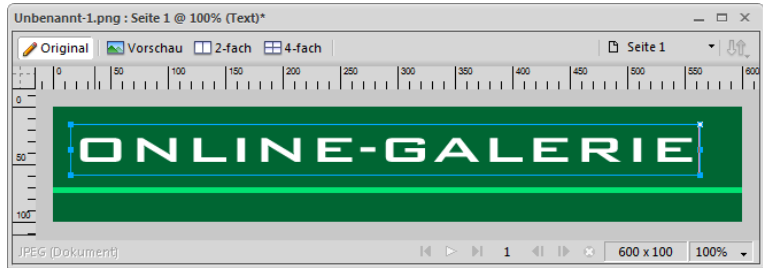 Unbenannt-1.png : Seite 1 @ 100% (Text)*
Original Vorschau 2-fach 4-fach Seite 1
0 50 100 150 200 250 300 350 400 450 500 550 600
0
50
100
ONLINE-GALERIE
JPEG (Dokument) 1 600 x 100 100%